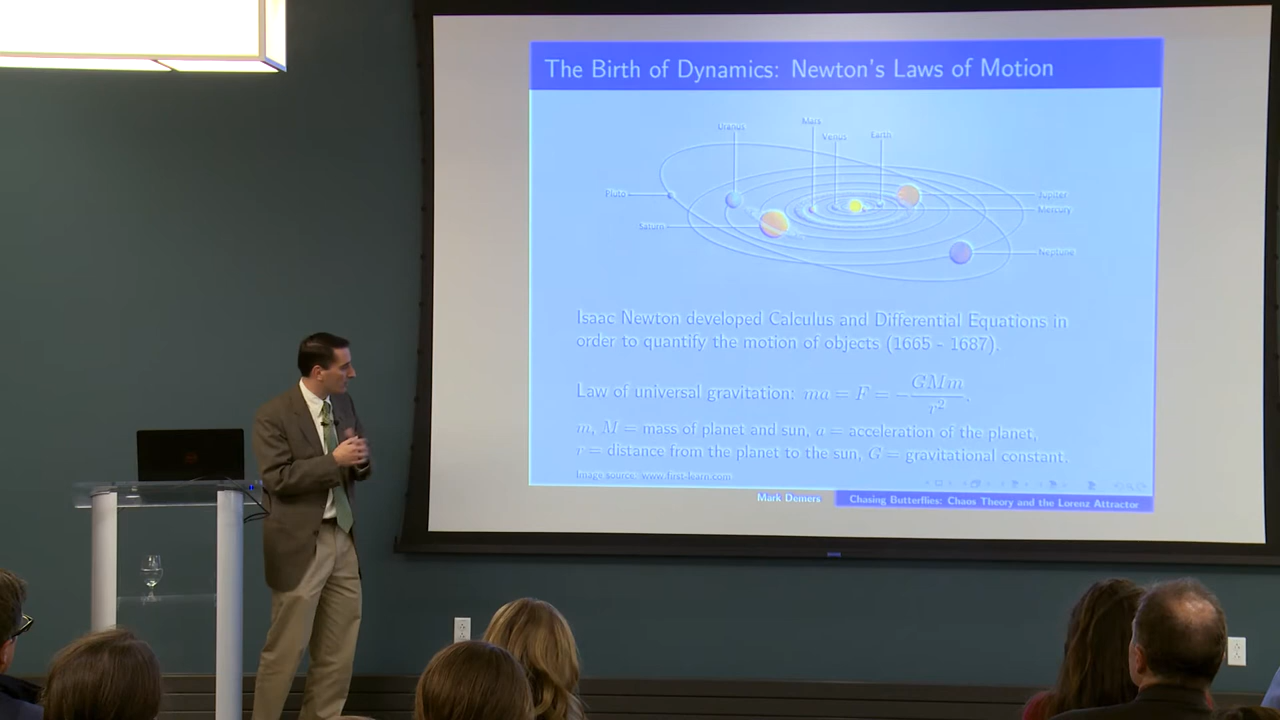 The Birth of Dynamics: Newton's Laws of Motion
Mars
Uranus
Venus
Earth
Pluto
Jupiter
Mercury
Saturn
Neptune
Isaac Newton developed Calculus and Differential Equations in
order to quantify the motion of objects (1665 - 1687).
Law of universal gravitation: ma = F = −GMm/r².
m, M = mass of planet and sun, a = acceleration of the planet,
r = distance from the planet to the sun, G = gravitational constant.
Image source: www.first-learn.com
Mark Demers
Chasing Butterflies: Chaos Theory and the Lorenz Attractor